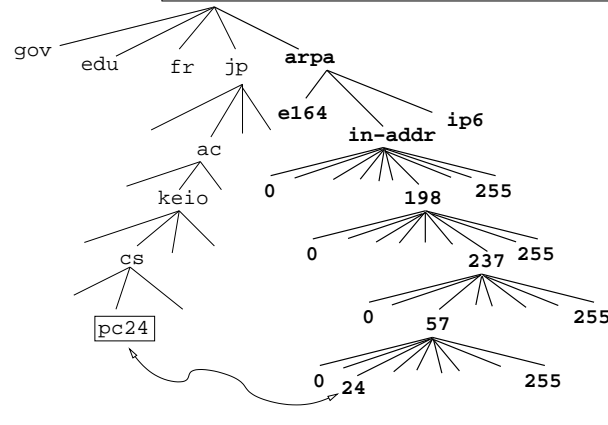 gov edu fr jp arpa
e164 in-addr ip6
ac
0 255
keio 198
0 255
cs 237
0 255
pc24 57
0 24 255